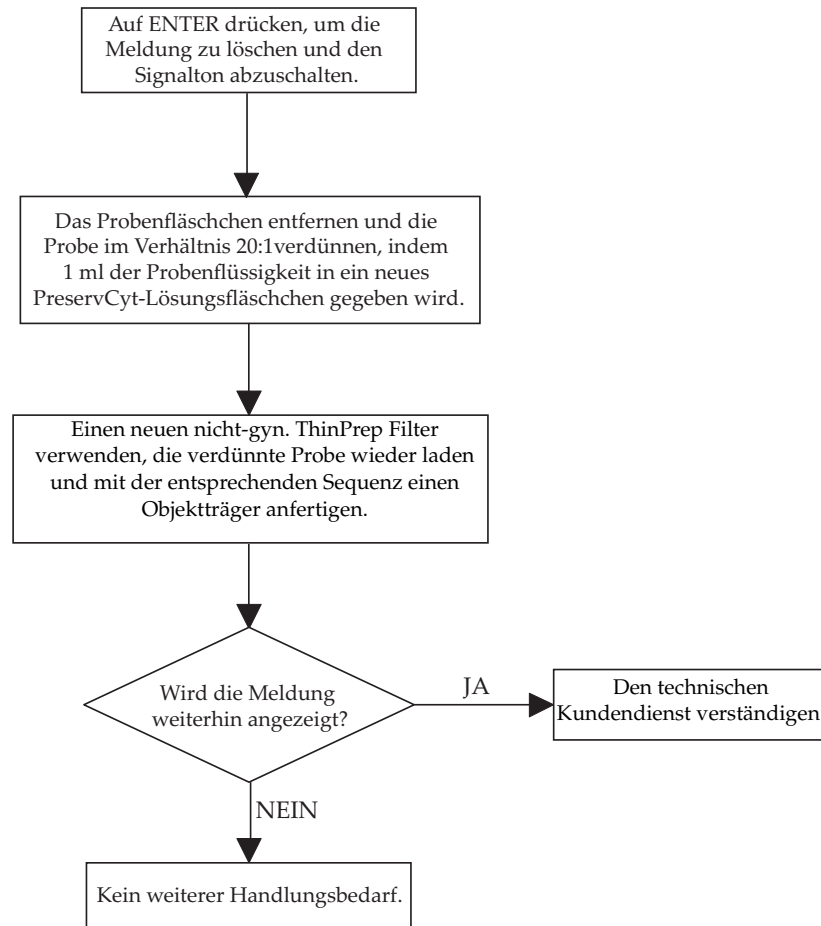 Auf ENTER drücken, um die
Meldung zu löschen und den
Signalton abzuschalten.
Das Probenfläschchen entfernen und die
Probe im Verhältnis 20:1verdünnen, indem
1 ml der Probenflüssigkeit in ein neues
PreservCyt-Lösungsfläschchen gegeben wird.
Einen neuen nicht-gyn. ThinPrep Filter
verwenden, die verdünnte Probe wieder laden
und mit der entsprechenden Sequenz einen
Objektträger anfertigen.
Wird die Meldung
weiterhin angezeigt?
JA
Den technischen
Kundendienst verständigen
NEIN
Kein weiterer Handlungsbedarf.